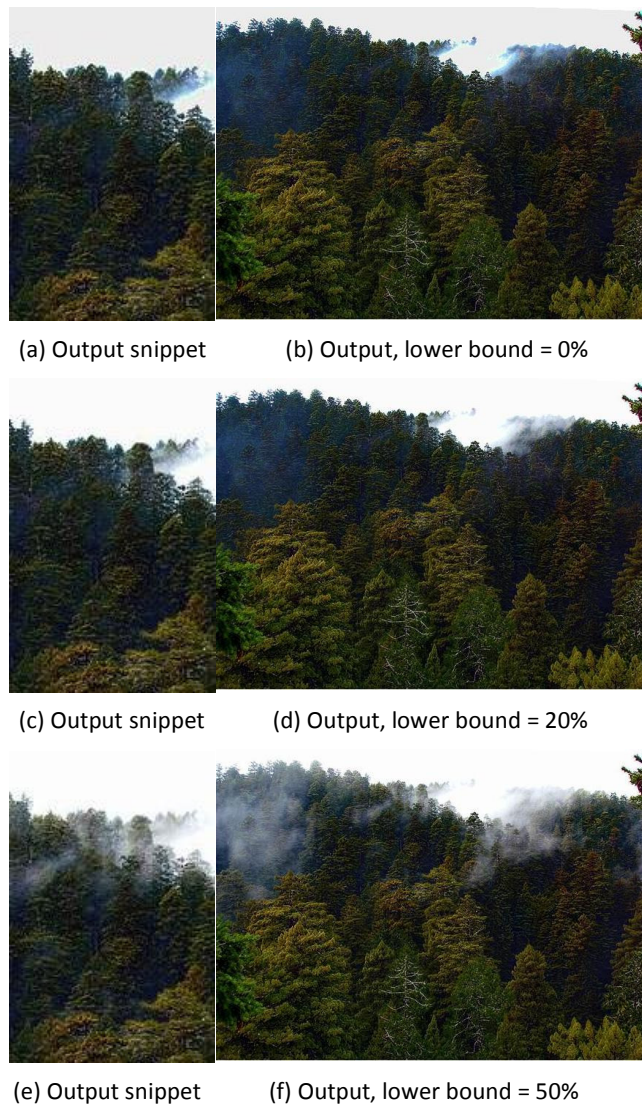 (a) Output snippet (b) Output, lower bound = 0%
(c) Output snippet (d) Output, lower bound = 20%
(e) Output snippet (f) Output, lower bound = 50%